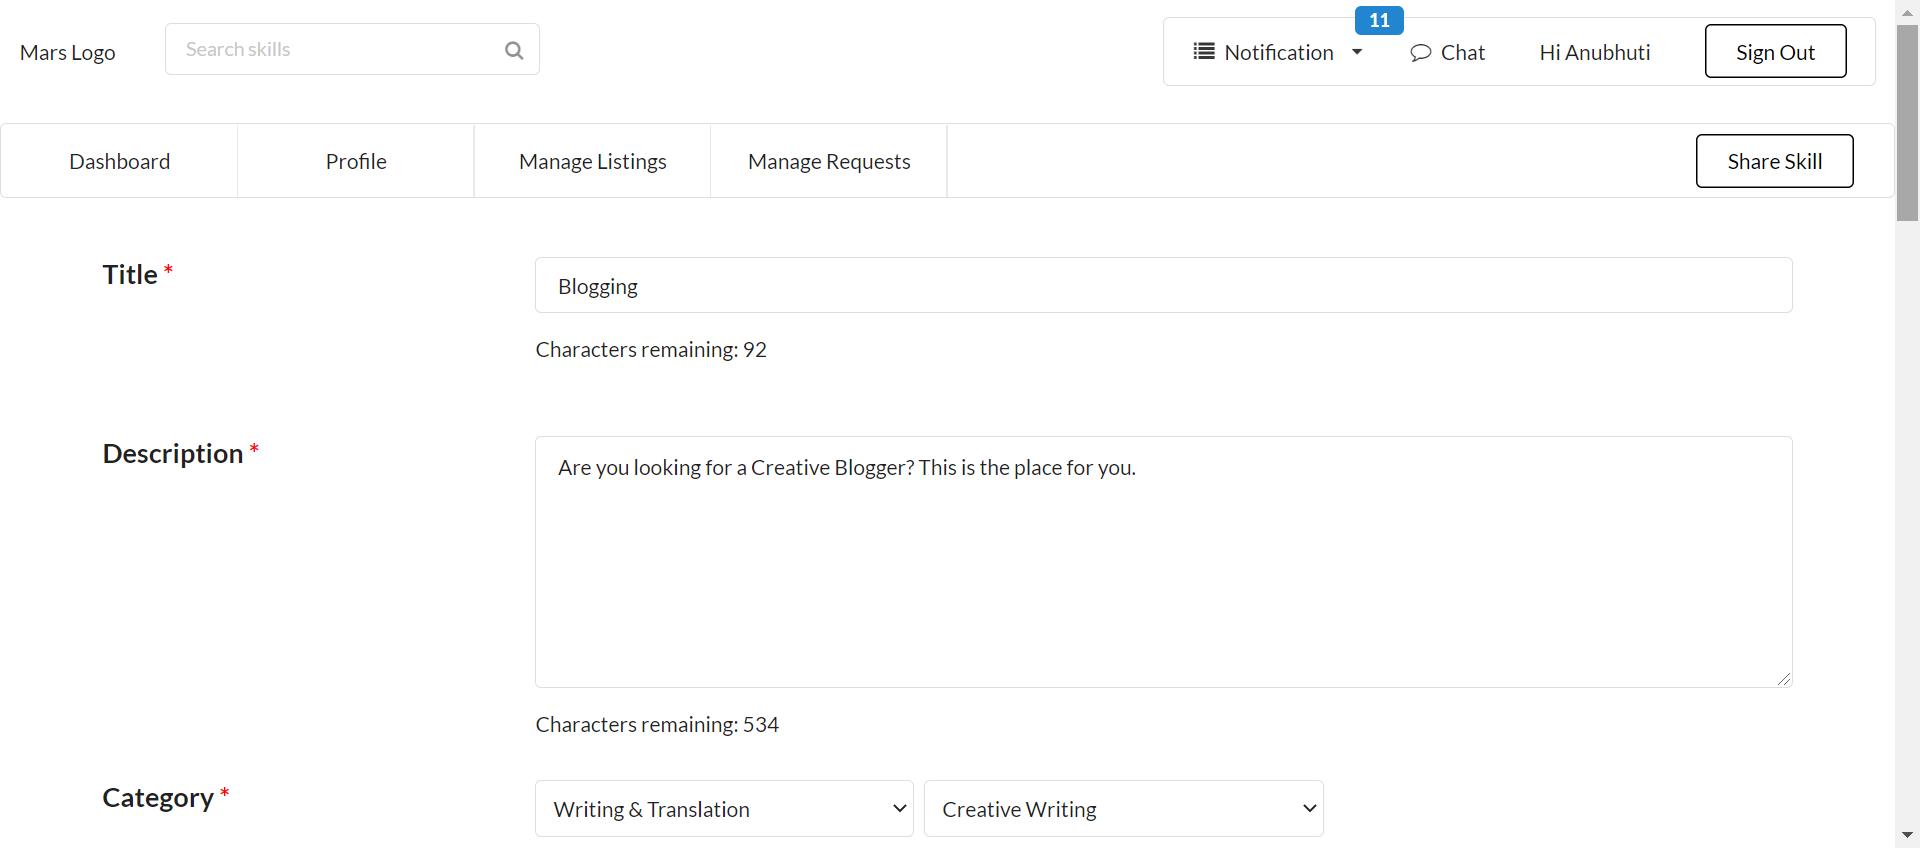 11
Mars Logo
Search skills
Notification
Chat
Hi Anubhuti
Sign Out
Dashboard
Profile
Manage Listings
Manage Requests
Share Skill
Title *
Blogging
Characters remaining: 92
Description *
Are you looking for a Creative Blogger? This is the place for you.
Characters remaining: 534
Category *
Writing & Translation
Creative Writing